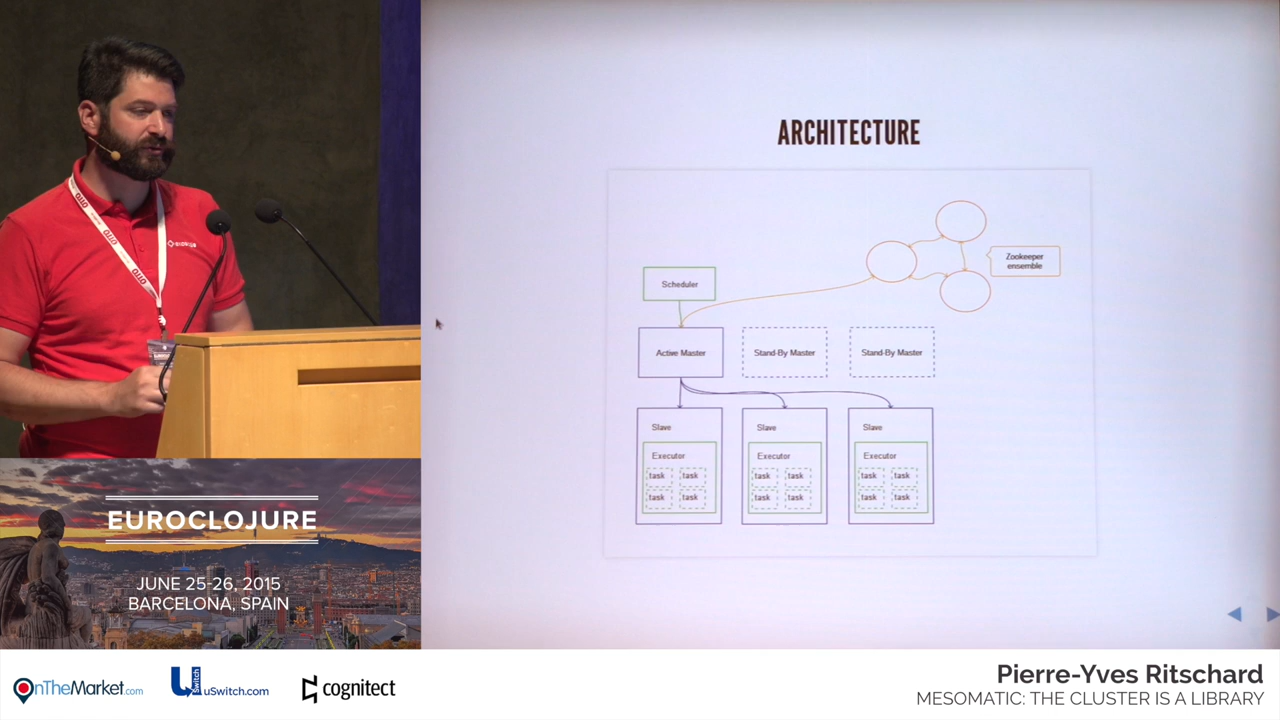 ARCHITECTURE
Zookeeper
ensemble
Scheduler
Active Master
Stand-By Master
Stand-By Master
Slave
Slave
Slave
Executor
Executor
Executor
task task
task task
task task
task task
task task
task task
EUROCLOJURE
JUNE 25-26, 2015
BARCELONA, SPAIN
OnTheMarket.com
uSwitch
uSwitch.com
cognitect
Pierre-Yves Ritschard
MESOMATIC: THE CLUSTER IS A LIBRARY